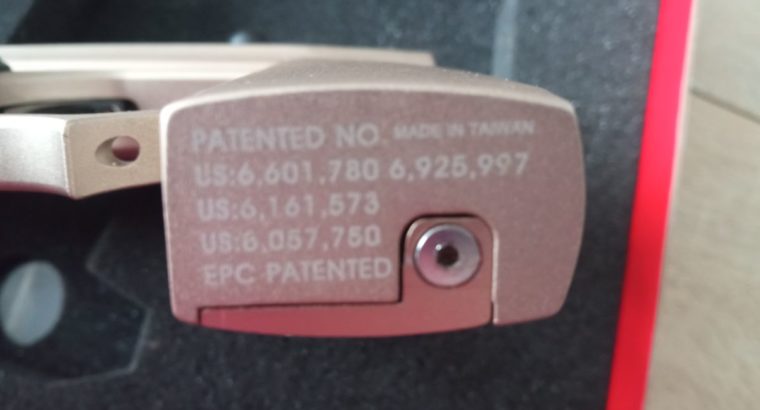 PATENTED NO. MADE IN TAIWAN
US:6,601,780 6,925,997
US:6,161,573
US:6,057,750
EPC PATENTED